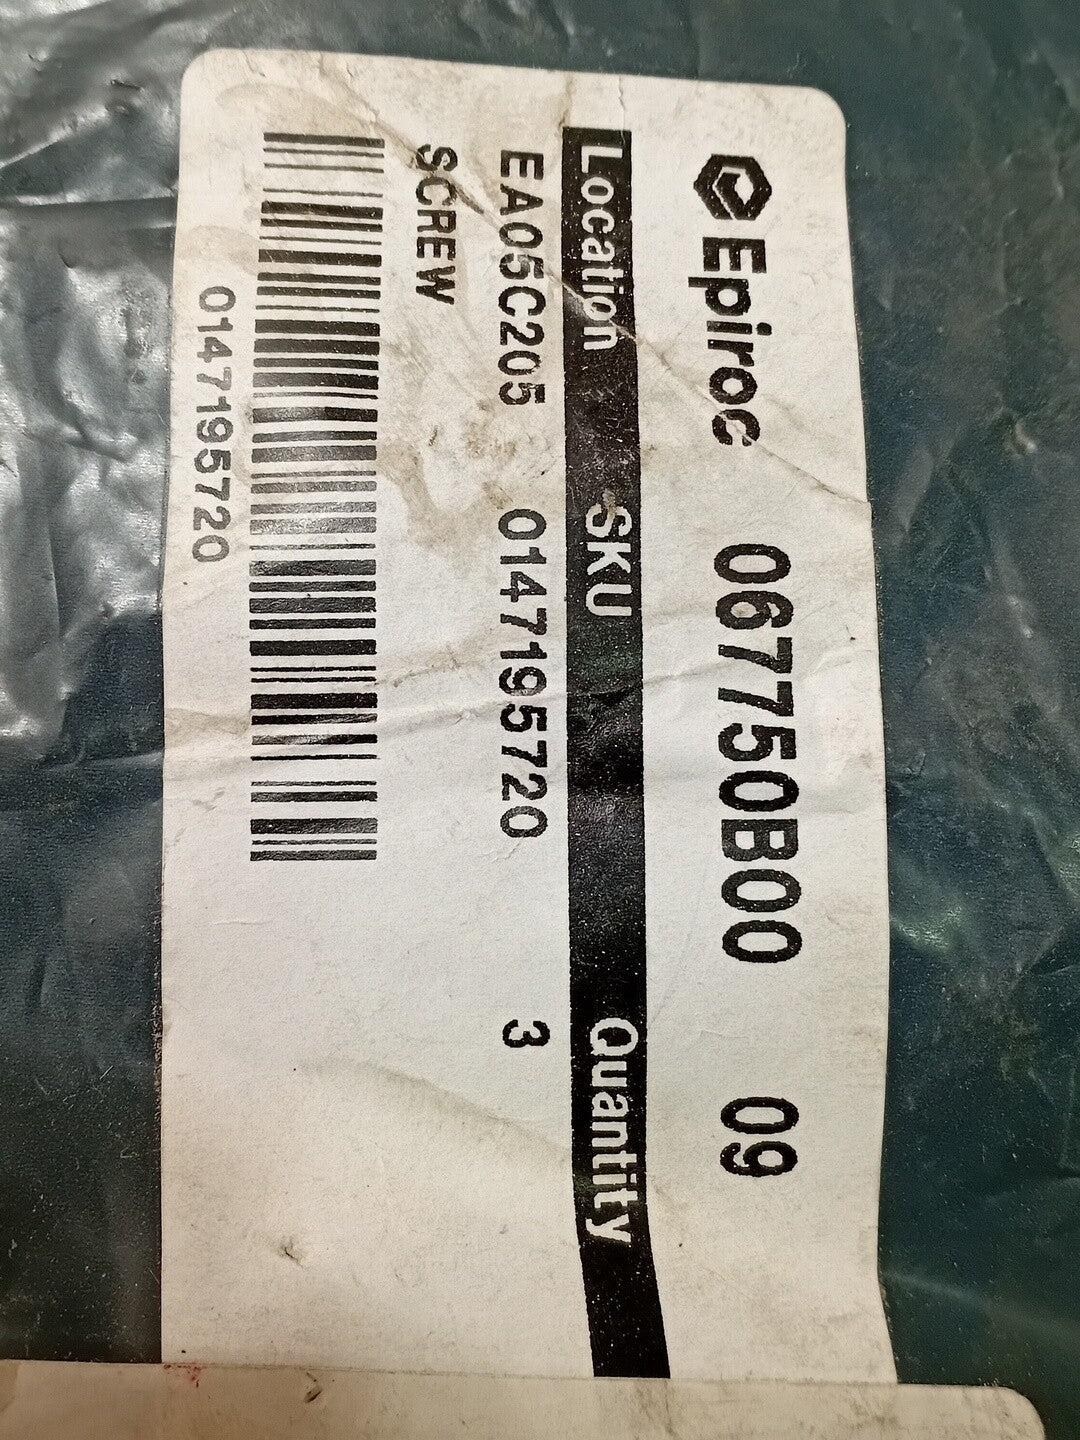 Epiroc 067750B00 09
Location SKU Quantity
EA05C205 0147195720 3
SCREW
0147195720